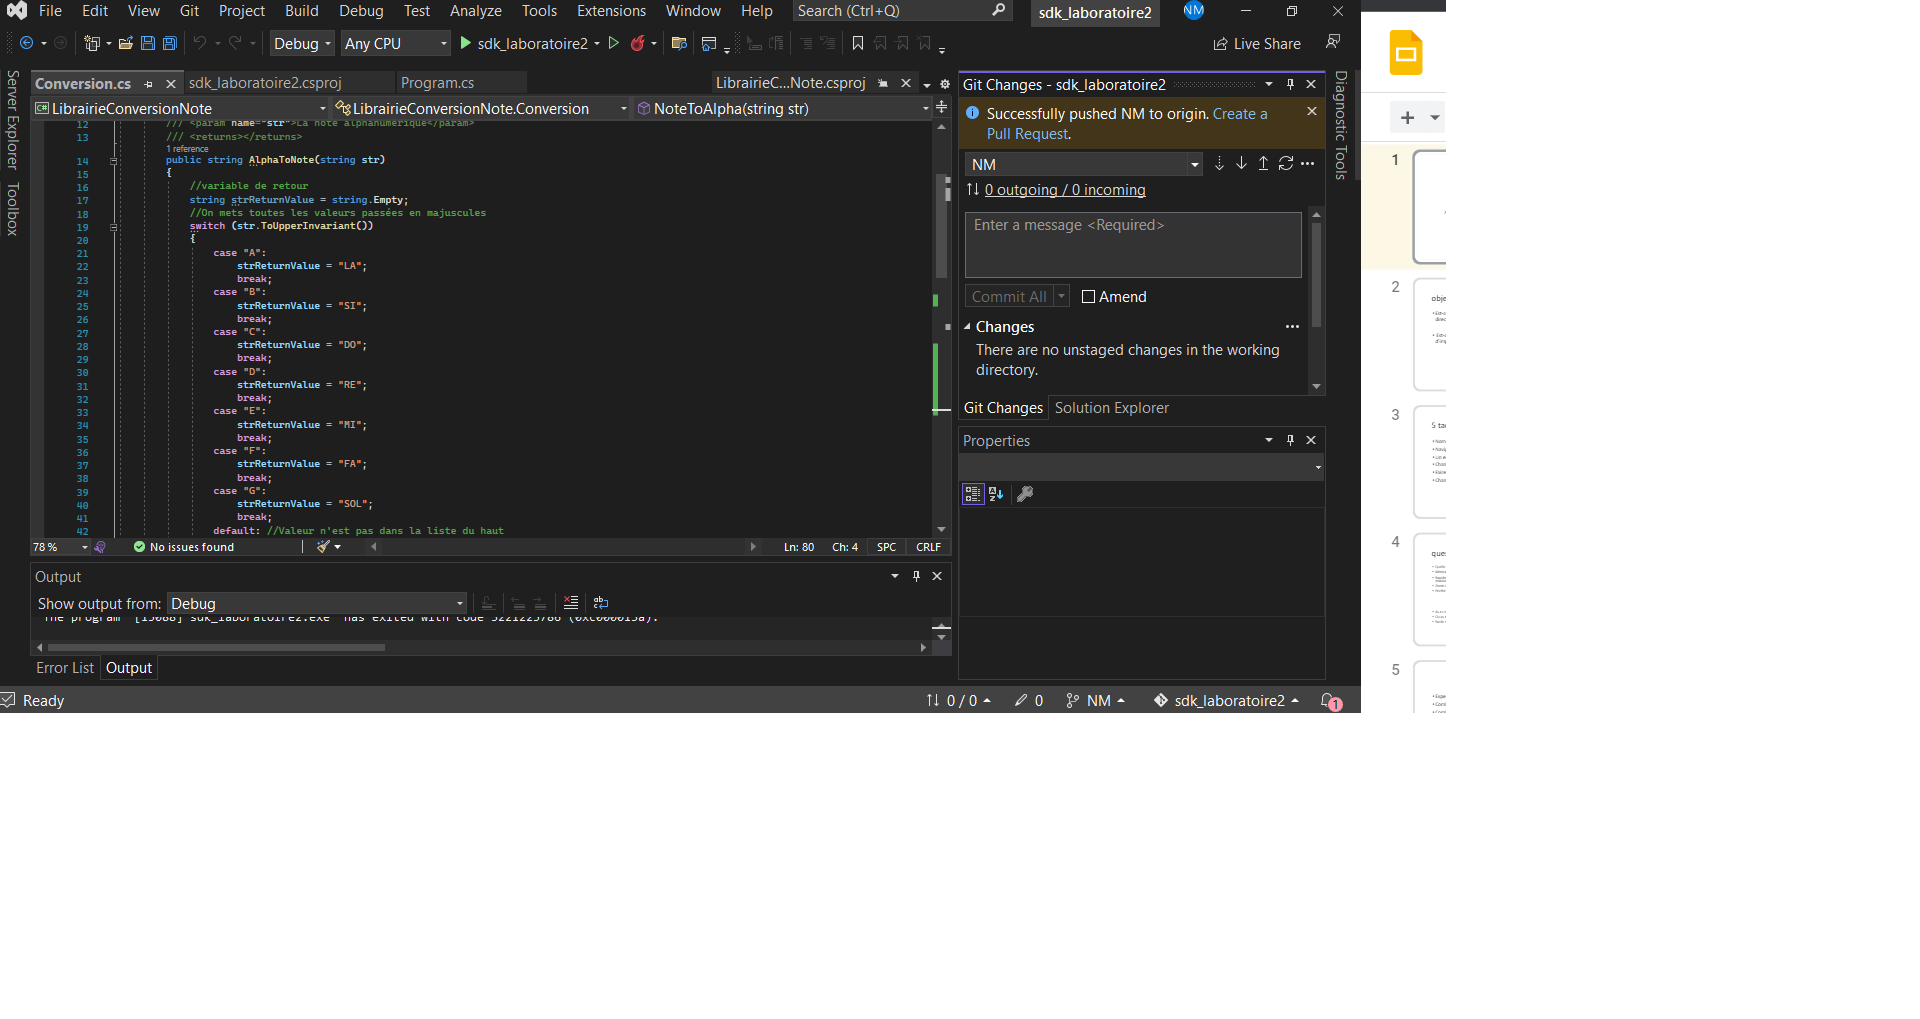 File Edit View Git Project Build Debug Test Analyze Tools Extensions Window Help Search (Ctrl+Q) sdk_laboratoire2 NM
Debug Any CPU sdk_laboratoire2 Live Share
Server Explorer
Toolbox
Conversion.cs sdk_laboratoire2.csproj Program.cs LibrairieC...Note.csproj
LibrairieConversionNote LibrairieConversionNote.Conversion NoteToAlpha(string str)
12 /// <param name="str">La note alphanumérique</param>
13 /// <returns></returns>
1 reference
14 public string AlphaToNote(string str)
15 {
16 //variable de retour
17 string strReturnValue = string.Empty;
18 //On mets toutes les valeurs passées en majuscules
19 switch (str.ToUpperInvariant())
20 {
21 case "A":
22 strReturnValue = "LA";
23 break;
24 case "B":
25 strReturnValue = "SI";
26 break;
27 case "C":
28 strReturnValue = "DO";
29 break;
30 case "D":
31 strReturnValue = "RE";
32 break;
33 case "E":
34 strReturnValue = "MI";
35 break;
36 case "F":
37 strReturnValue = "FA";
38 break;
39 case "G":
40 strReturnValue = "SOL";
41 break;
42 default: //Valeur n'est pas dans la liste du haut
78 % No issues found Ln: 80 Ch: 4 SPC CRLF
Output
Show output from: Debug
The program '[15088] sdk_laboratoire2.exe' has exited with code 3221225786 (0xc000013a).
Error List Output
Git Changes - sdk_laboratoire2
Successfully pushed NM to origin. Create a
Pull Request.
NM
0 outgoing / 0 incoming
Enter a message <Required>
Commit All Amend
Changes
There are no unstaged changes in the working
directory.
Git Changes Solution Explorer
Properties
Diagnostic Tools
Ready 0 / 0 0 NM sdk_laboratoire2 1
1
2
obje
3
5 ta
4
ques
5